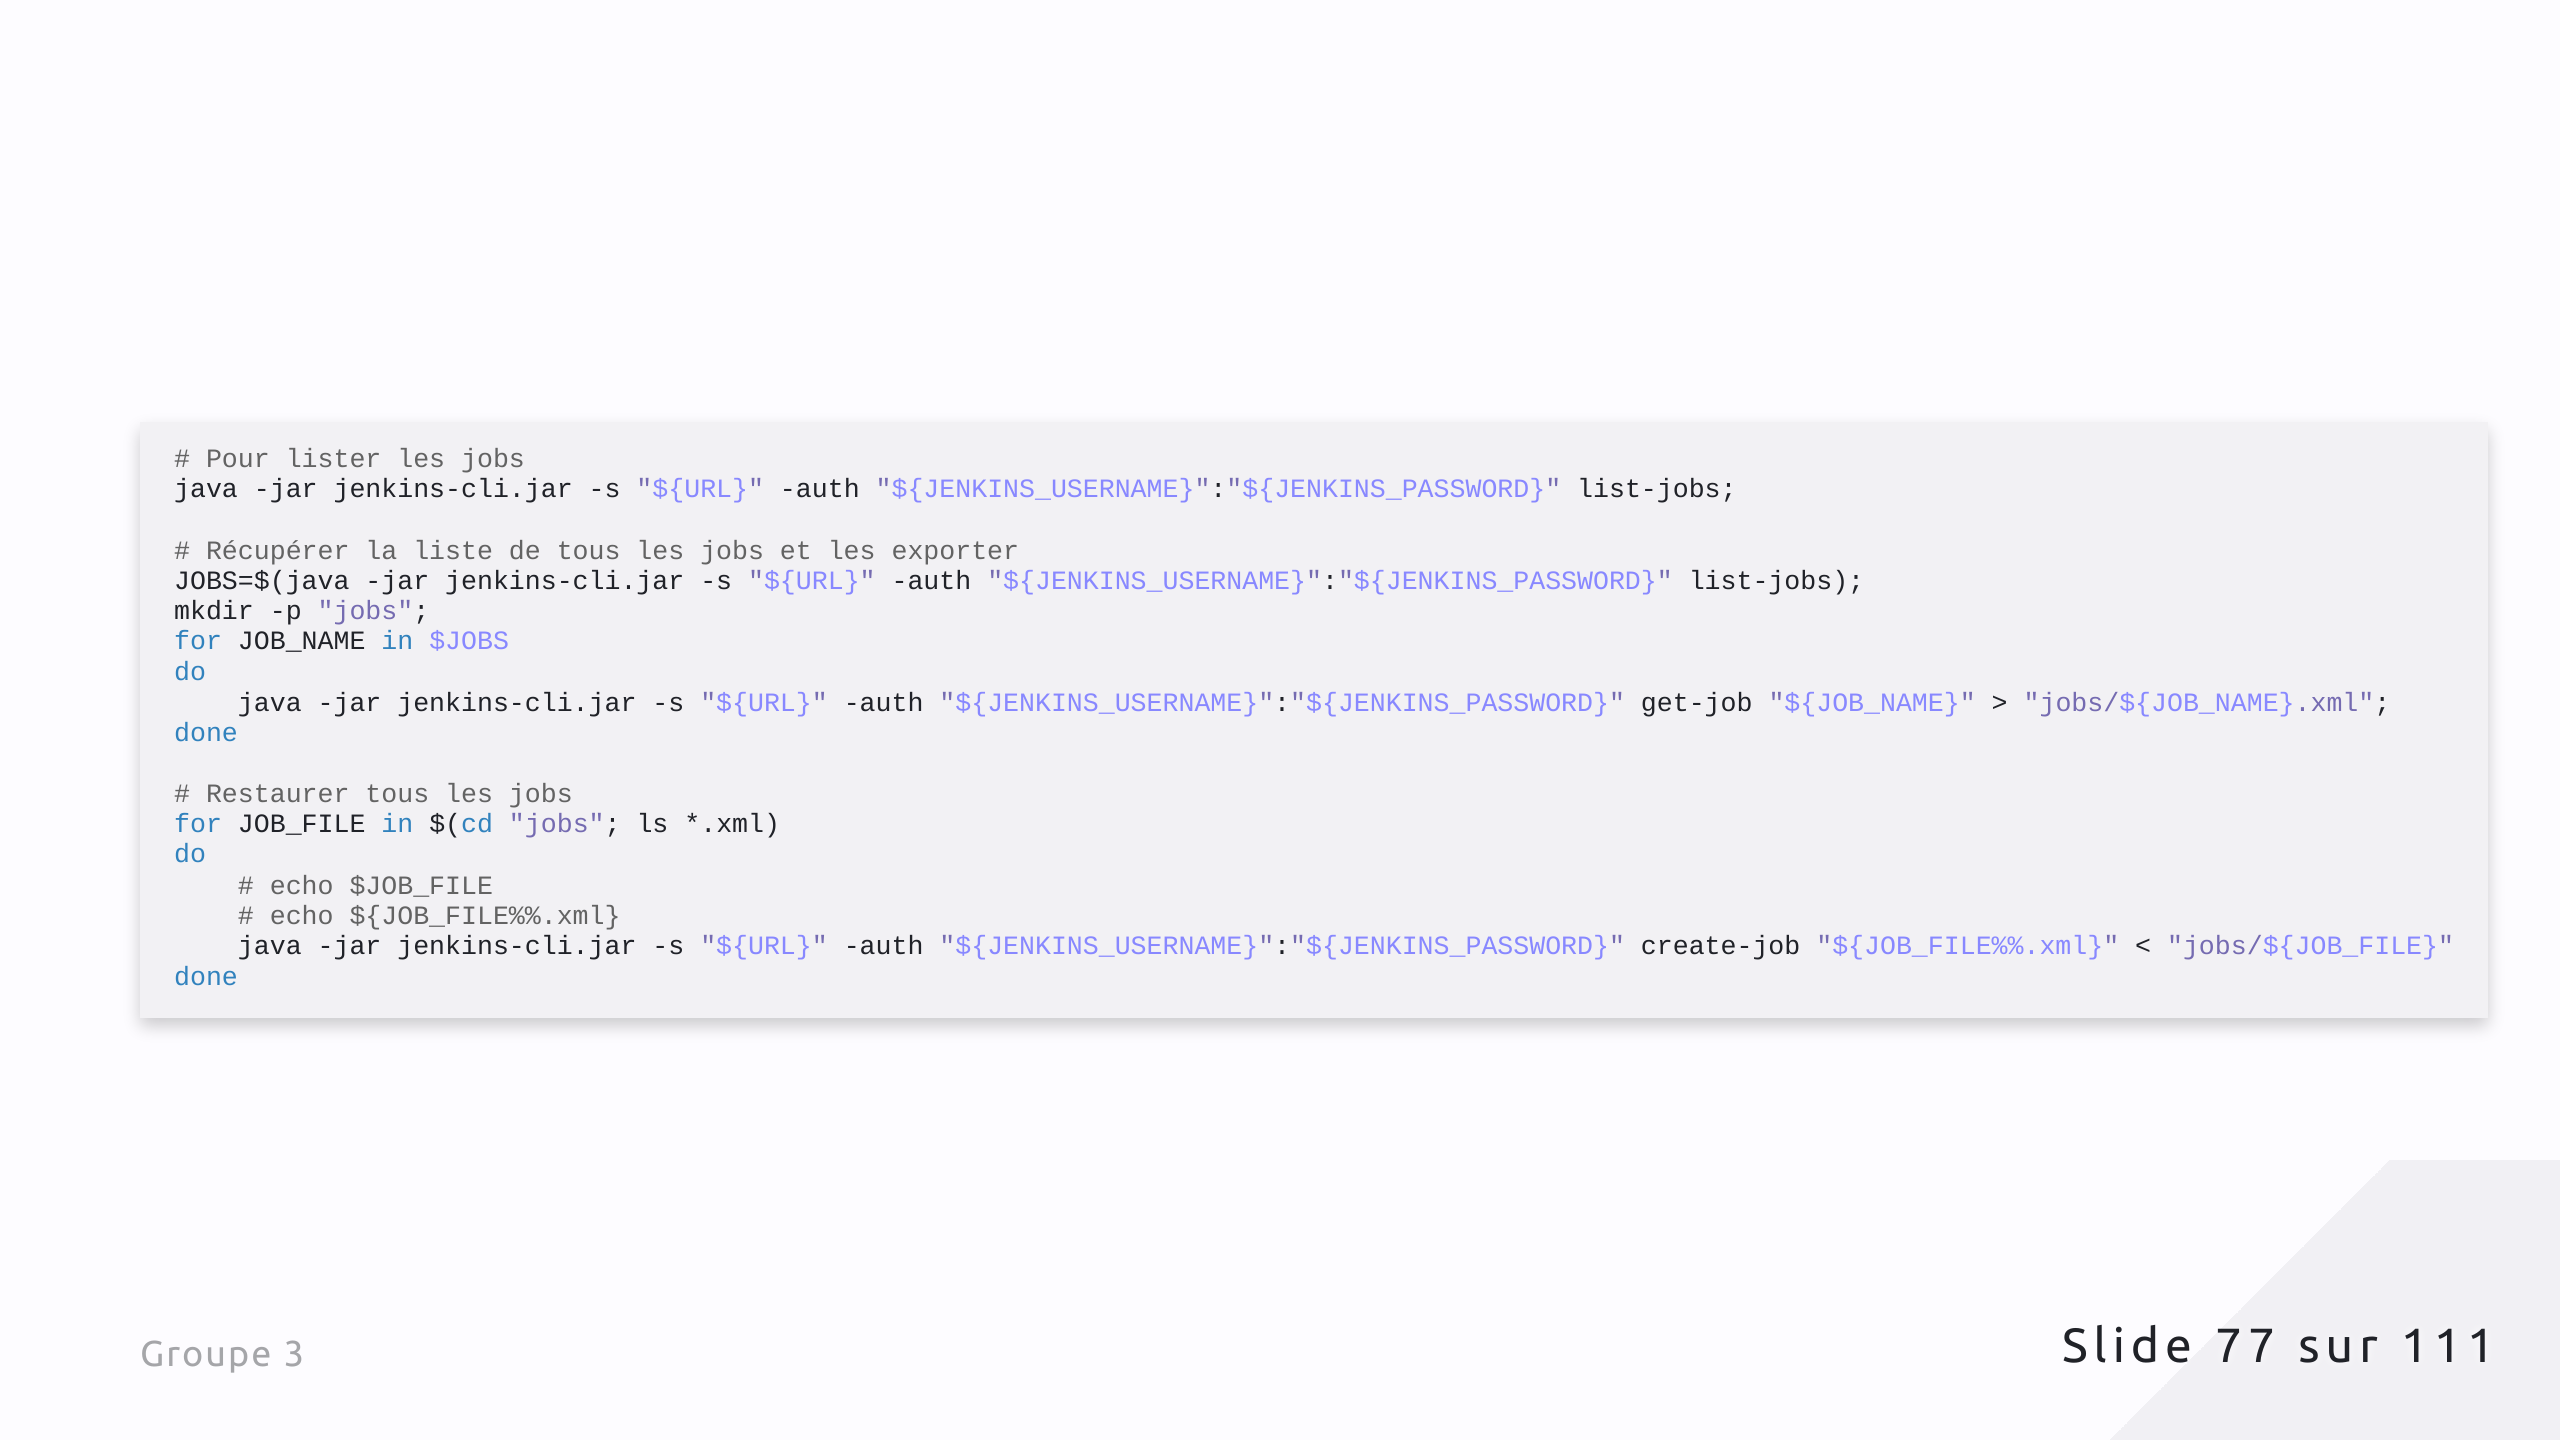 # Pour lister les jobs
java -jar jenkins-cli.jar -s "${URL}" -auth "${JENKINS_USERNAME}":"${JENKINS_PASSWORD}" list-jobs;

# Récupérer la liste de tous les jobs et les exporter
JOBS=$(java -jar jenkins-cli.jar -s "${URL}" -auth "${JENKINS_USERNAME}":"${JENKINS_PASSWORD}" list-jobs);
mkdir -p "jobs";
for JOB_NAME in $JOBS
do
    java -jar jenkins-cli.jar -s "${URL}" -auth "${JENKINS_USERNAME}":"${JENKINS_PASSWORD}" get-job "${JOB_NAME}" > "jobs/${JOB_NAME}.xml";
done

# Restaurer tous les jobs
for JOB_FILE in $(cd "jobs"; ls *.xml)
do
    # echo $JOB_FILE
    # echo ${JOB_FILE%%.xml}
    java -jar jenkins-cli.jar -s "${URL}" -auth "${JENKINS_USERNAME}":"${JENKINS_PASSWORD}" create-job "${JOB_FILE%%.xml}" < "jobs/${JOB_FILE}"
done
Groupe 3
Slide 77 sur 111